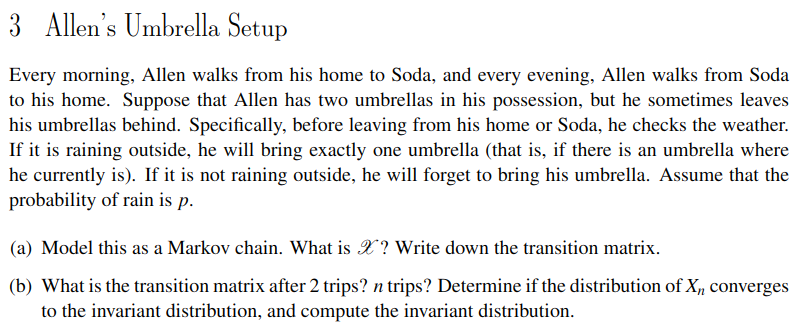 3 Allen's Umbrella Setup
Every morning, Allen walks from his home to Soda, and every evening, Allen walks from Soda
to his home. Suppose that Allen has two umbrellas in his possession, but he sometimes leaves
his umbrellas behind. Specifically, before leaving from his home or Soda, he checks the weather.
If it is raining outside, he will bring exactly one umbrella (that is, if there is an umbrella where
he currently is). If it is not raining outside, he will forget to bring his umbrella. Assume that the
probability of rain is p.
(a) Model this as a Markov chain. What is 𝒳? Write down the transition matrix.
(b) What is the transition matrix after 2 trips? n trips? Determine if the distribution of Xₙ converges
to the invariant distribution, and compute the invariant distribution.